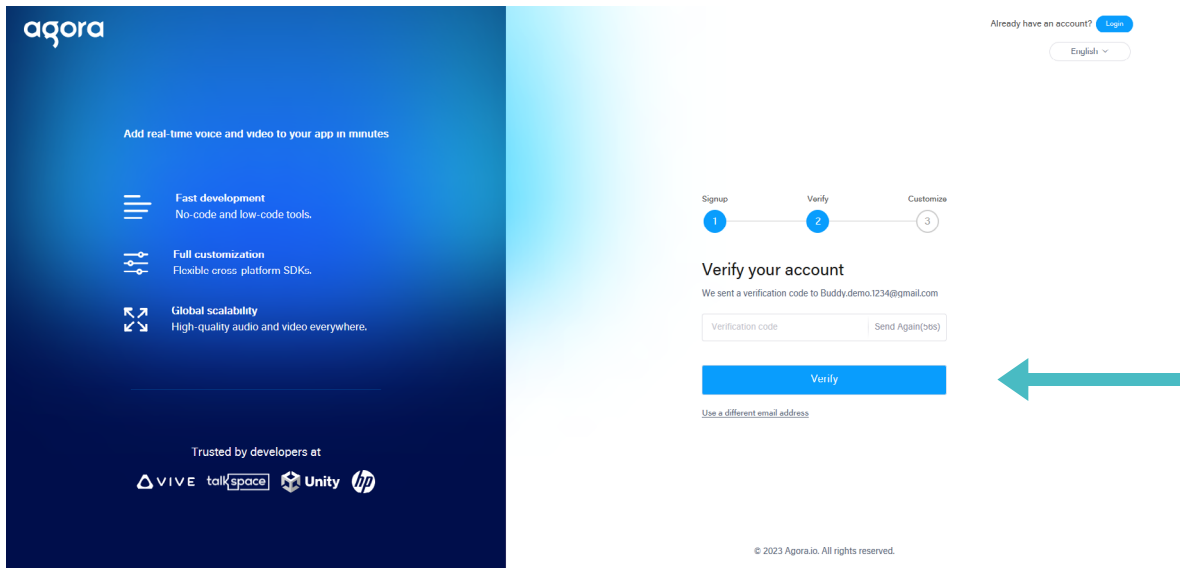 agora
Already have an account? Login
English
Add real-time voice and video to your app in minutes
Fast development
No-code and low-code tools.
Full customization
Flexible cross-platform SDKs.
Global scalability
High-quality audio and video everywhere.
Trusted by developers at
VIVE talkspace Unity hp
Signup Verify Customize
1 2 3
Verify your account
We sent a verification code to Buddy.demo.1234@gmail.com
Verification code Send Again(56s)
Verify
Use a different email address
© 2023 Agora.io. All rights reserved.